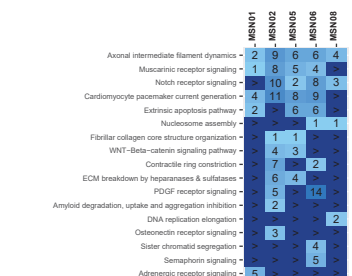 MSN01 MSN02 MSN05 MSN06 MSN08
Axonal intermediate filament dynamics 2 9 6 6 4
Muscarinic receptor signaling 1 8 5 4 >
Notch receptor signaling > 10 2 8 3
Cardiomyocyte pacemaker current generation 4 11 8 9 >
Extrinsic apoptosis pathway 2 > 6 6 >
Nucleosome assembly > > > 1 1
Fibrillar collagen core structure organization > 1 1 > >
WNT-Beta-catenin signaling pathway > 4 3 > >
Contractile ring constriction > 7 > 2 >
ECM breakdown by heparanases & sulfatases > 6 4 > >
PDGF receptor signaling > 5 > 14 >
Amyloid degradation, uptake and aggregation inhibition > 2 > > >
DNA replication elongation > > > > 2
Osteonectin receptor signaling > 3 > > >
Sister chromatid segregation > > > 4 >
Semaphorin signaling > > > 5 >
Adrenergic receptor signaling 5 > > > >